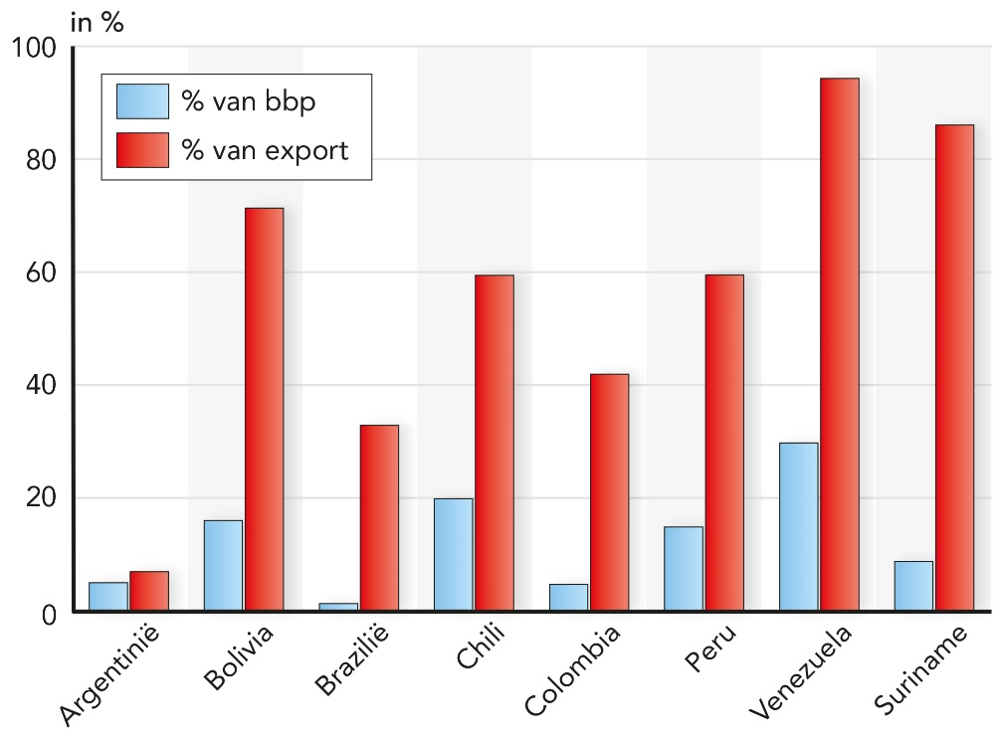 in %
100
80
60
40
20
0
% van bbp
% van export
Argentinië
Bolivia
Brazilië
Chili
Colombia
Peru
Venezuela
Suriname